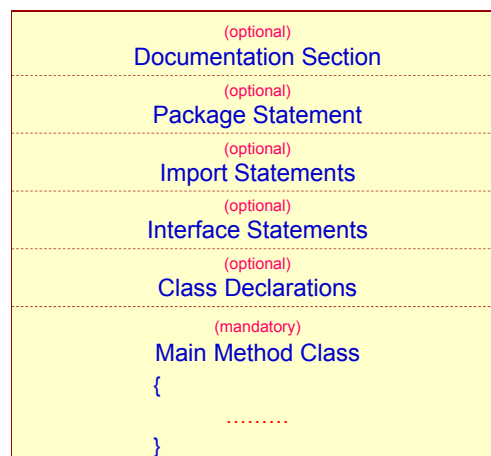 (optional)
Documentation Section
(optional)
Package Statement
(optional)
Import Statements
(optional)
Interface Statements
(optional)
Class Declarations
(mandatory)
Main Method Class
{
.........
}